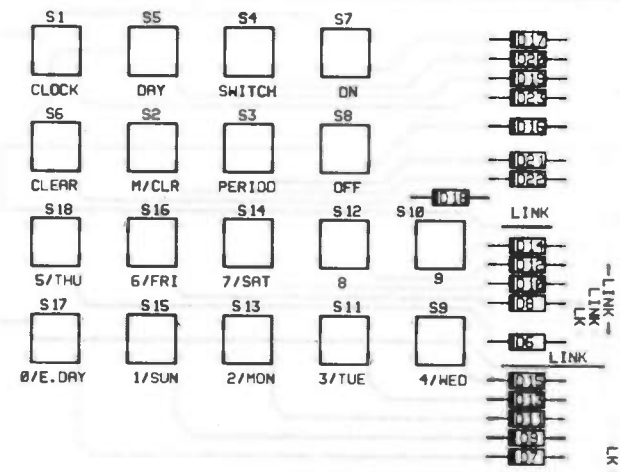 S1 S5 S4 S7
CLOCK DAY SWITCH ON
S6 S2 S3 S8
CLEAR M/CLR PERIOD OFF
S18 S16 S14 S12 S10
5/THU 6/FRI 7/SAT 8 9
S17 S15 S13 S11 S9
0/E.DAY 1/SUN 2/MON 3/TUE 4/WED
D17
D20
D19
D23
D16
D21
D22
D18
LINK
D14
D12
D10
D8
LINK
LINK
LK
D6
LINK
D15
D13
D11
D9
D7
LK